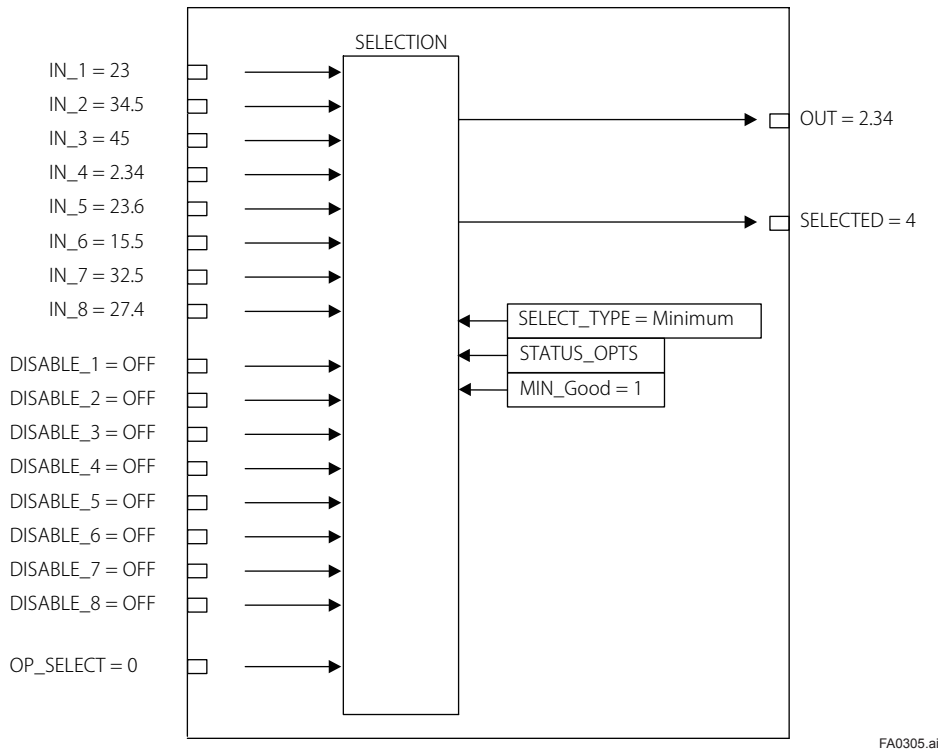 SELECTION
IN_1 = 23
IN_2 = 34.5
IN_3 = 45
IN_4 = 2.34
IN_5 = 23.6
IN_6 = 15.5
IN_7 = 32.5
IN_8 = 27.4
DISABLE_1 = OFF
DISABLE_2 = OFF
DISABLE_3 = OFF
DISABLE_4 = OFF
DISABLE_5 = OFF
DISABLE_6 = OFF
DISABLE_7 = OFF
DISABLE_8 = OFF
OP_SELECT = 0
OUT = 2.34
SELECTED = 4
SELECT_TYPE = Minimum
STATUS_OPTS
MIN_Good = 1
FA0305.ai